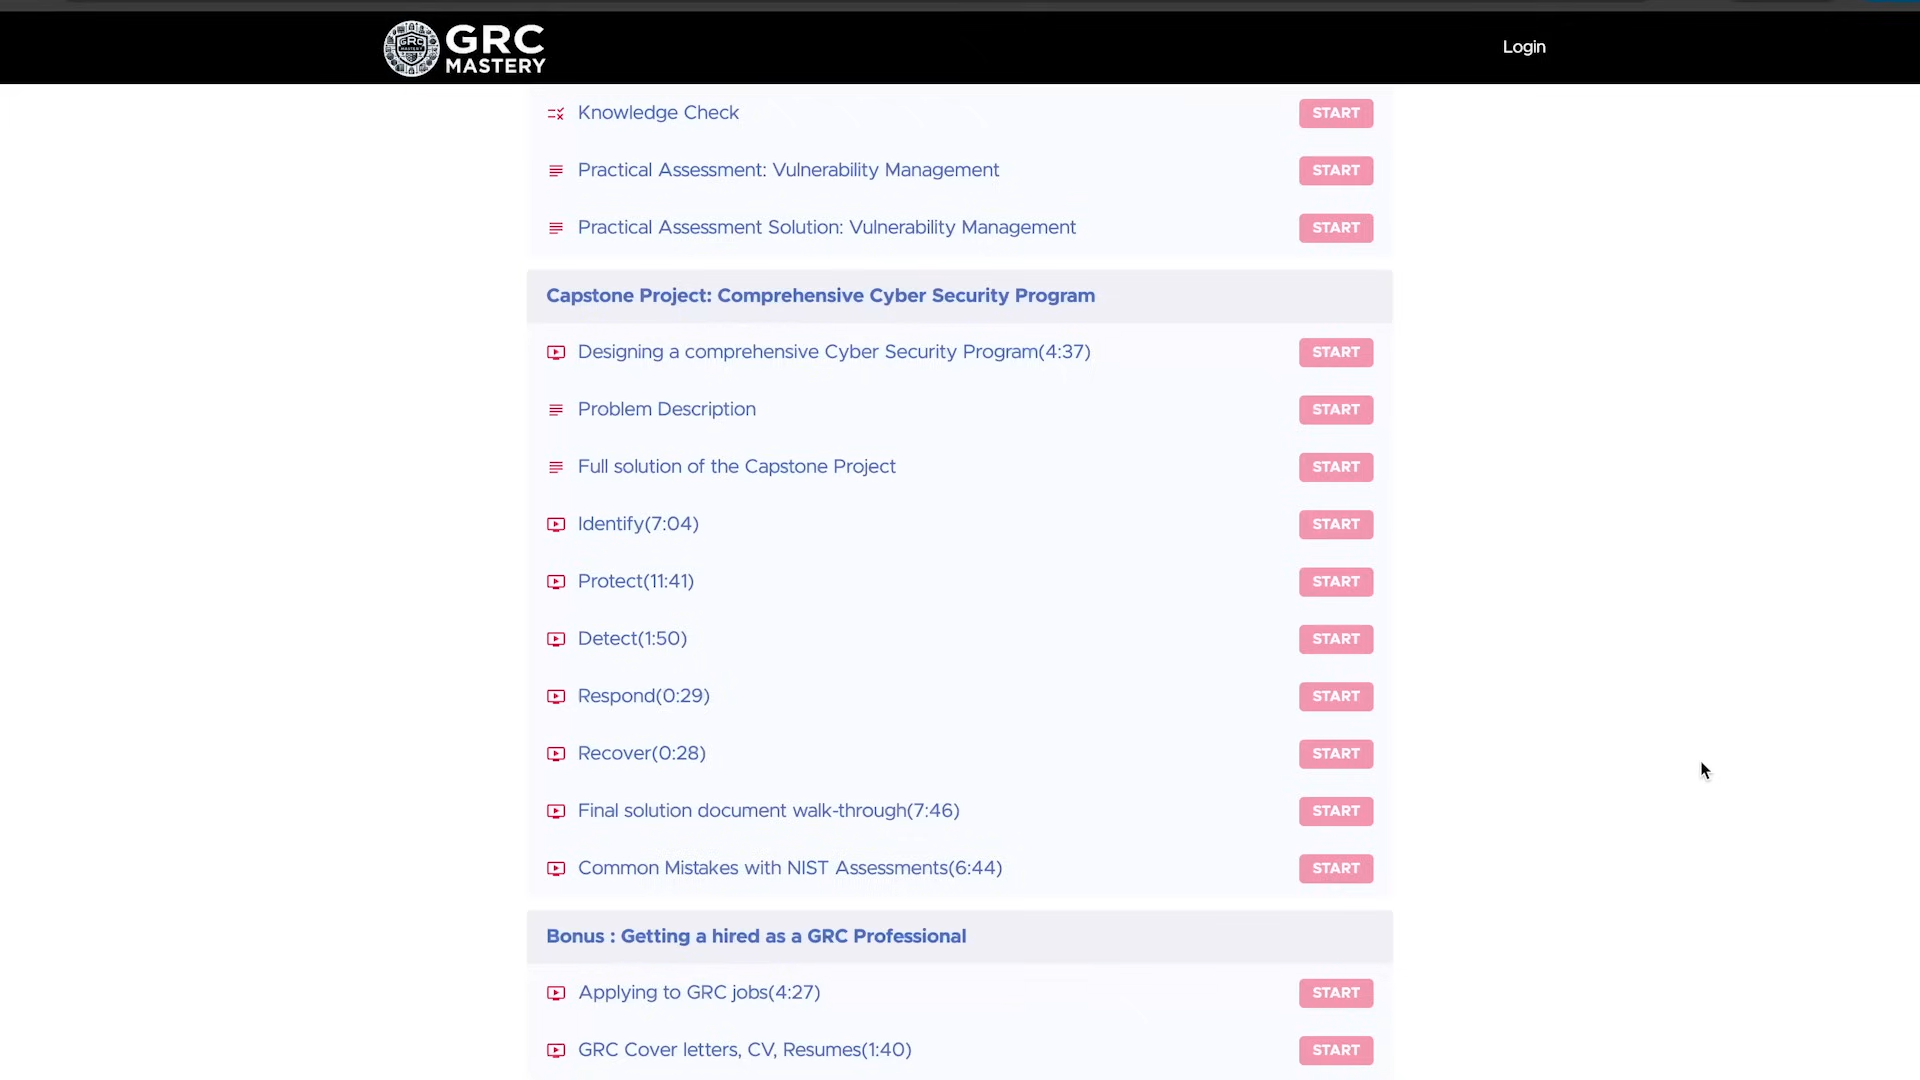 GRC
MASTERY
Login
Knowledge Check START
Practical Assessment: Vulnerability Management START
Practical Assessment Solution: Vulnerability Management START
Capstone Project: Comprehensive Cyber Security Program
Designing a comprehensive Cyber Security Program(4:37) START
Problem Description START
Full solution of the Capstone Project START
Identify(7:04) START
Protect(11:41) START
Detect(1:50) START
Respond(0:29) START
Recover(0:28) START
Final solution document walk-through(7:46) START
Common Mistakes with NIST Assessments(6:44) START
Bonus : Getting a hired as a GRC Professional
Applying to GRC jobs(4:27) START
GRC Cover letters, CV, Resumes(1:40) START